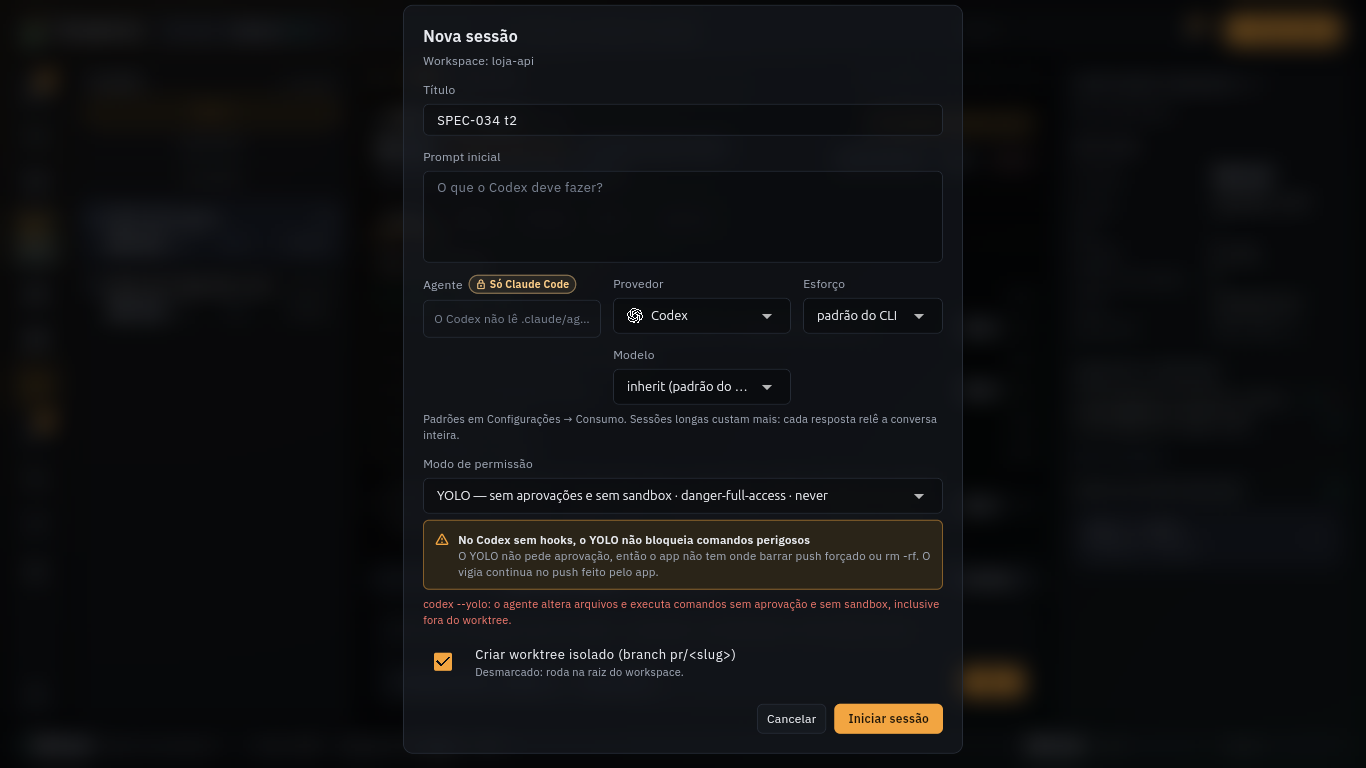 Nova sessão
Workspace: loja-api
Título
SPEC-034 t2
Prompt inicial
O que o Codex deve fazer?
Agente
Só Claude Code
Provedor
Esforço
O Codex não lê .claude/ag…
Codex
padrão do CLI
Modelo
inherit (padrão do …
Padrões em Configurações → Consumo. Sessões longas custam mais: cada resposta relê a conversa
inteira.
Modo de permissão
YOLO — sem aprovações e sem sandbox · danger-full-access · never
No Codex sem hooks, o YOLO não bloqueia comandos perigosos
O YOLO não pede aprovação, então o app não tem onde barrar push forçado ou rm -rf. O
vigia continua no push feito pelo app.
codex --yolo: o agente altera arquivos e executa comandos sem aprovação e sem sandbox, inclusive
fora do worktree.
Criar worktree isolado (branch pr/<slug>)
Desmarcado: roda na raiz do workspace.
Cancelar
Iniciar sessão